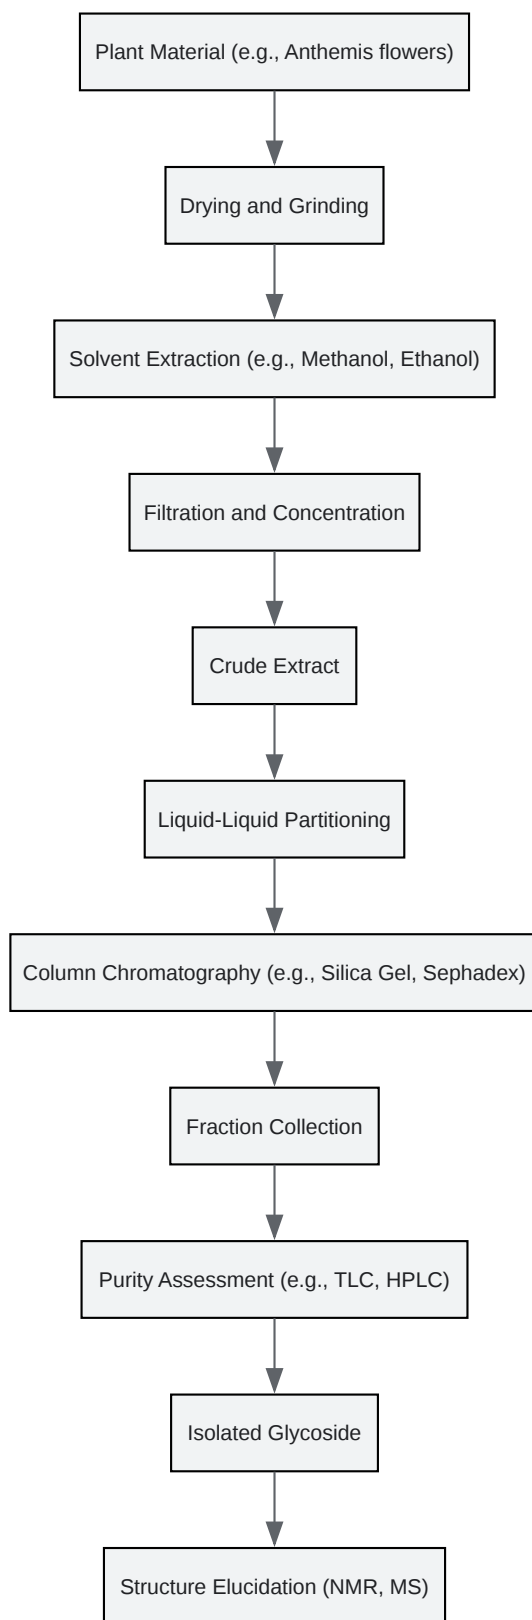 Plant Material (e.g., Anthemis flowers)
Drying and Grinding
Solvent Extraction (e.g., Methanol, Ethanol)
Filtration and Concentration
Crude Extract
Liquid-Liquid Partitioning
Column Chromatography (e.g., Silica Gel, Sephadex)
Fraction Collection
Purity Assessment (e.g., TLC, HPLC)
Isolated Glycoside
Structure Elucidation (NMR, MS)